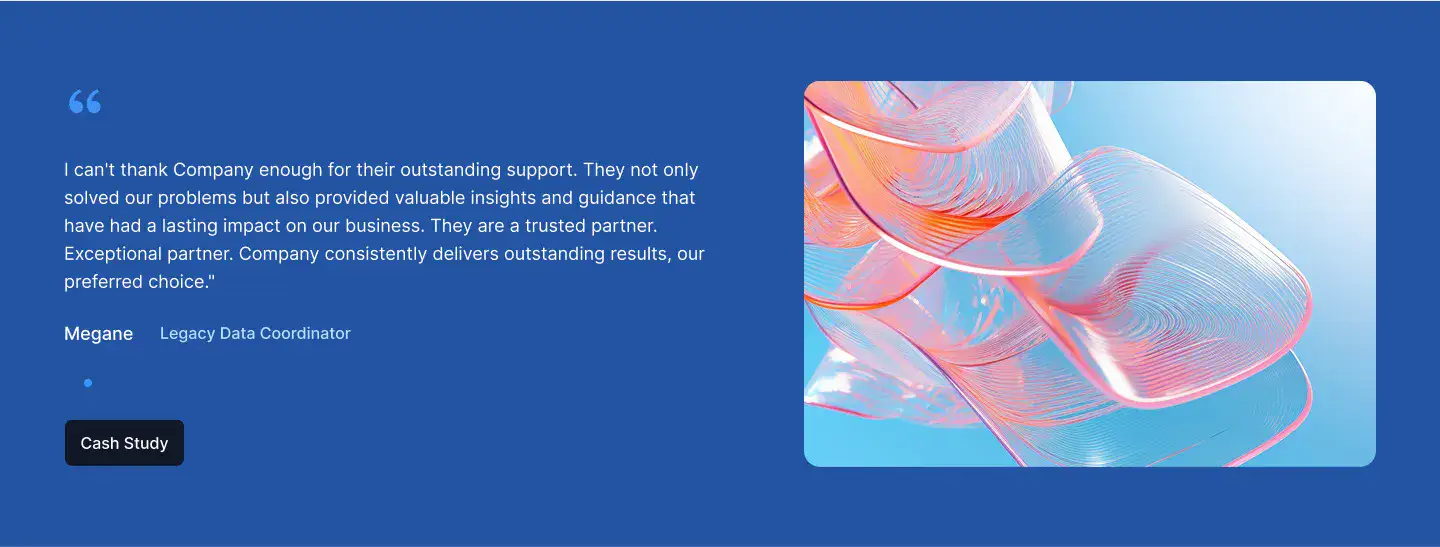 “
I can't thank Company enough for their outstanding support. They not only
solved our problems but also provided valuable insights and guidance that
have had a lasting impact on our business. They are a trusted partner.
Exceptional partner. Company consistently delivers outstanding results, our
preferred choice."
Megane Legacy Data Coordinator
Cash Study